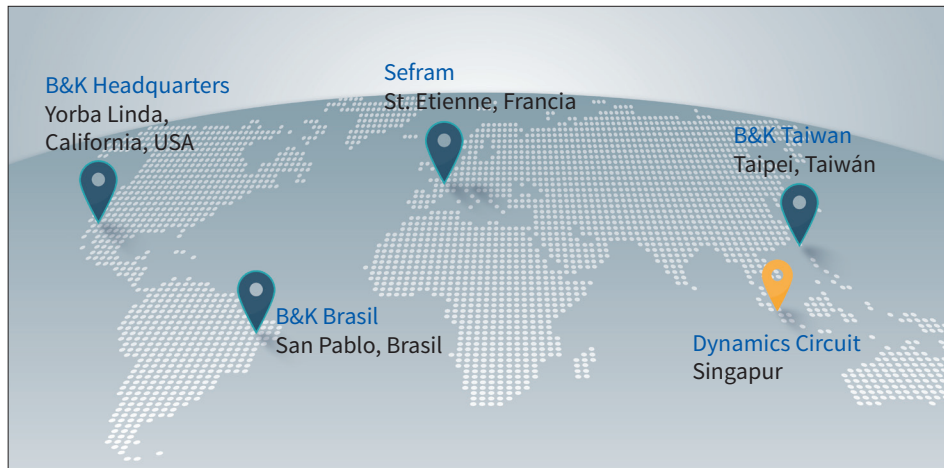 B&K Headquarters
Yorba Linda,
California, USA
Sefram
St. Etienne, Francia
B&K Taiwan
Taipei, Taiwán
B&K Brasil
San Pablo, Brasil
Dynamics Circuit
Singapur